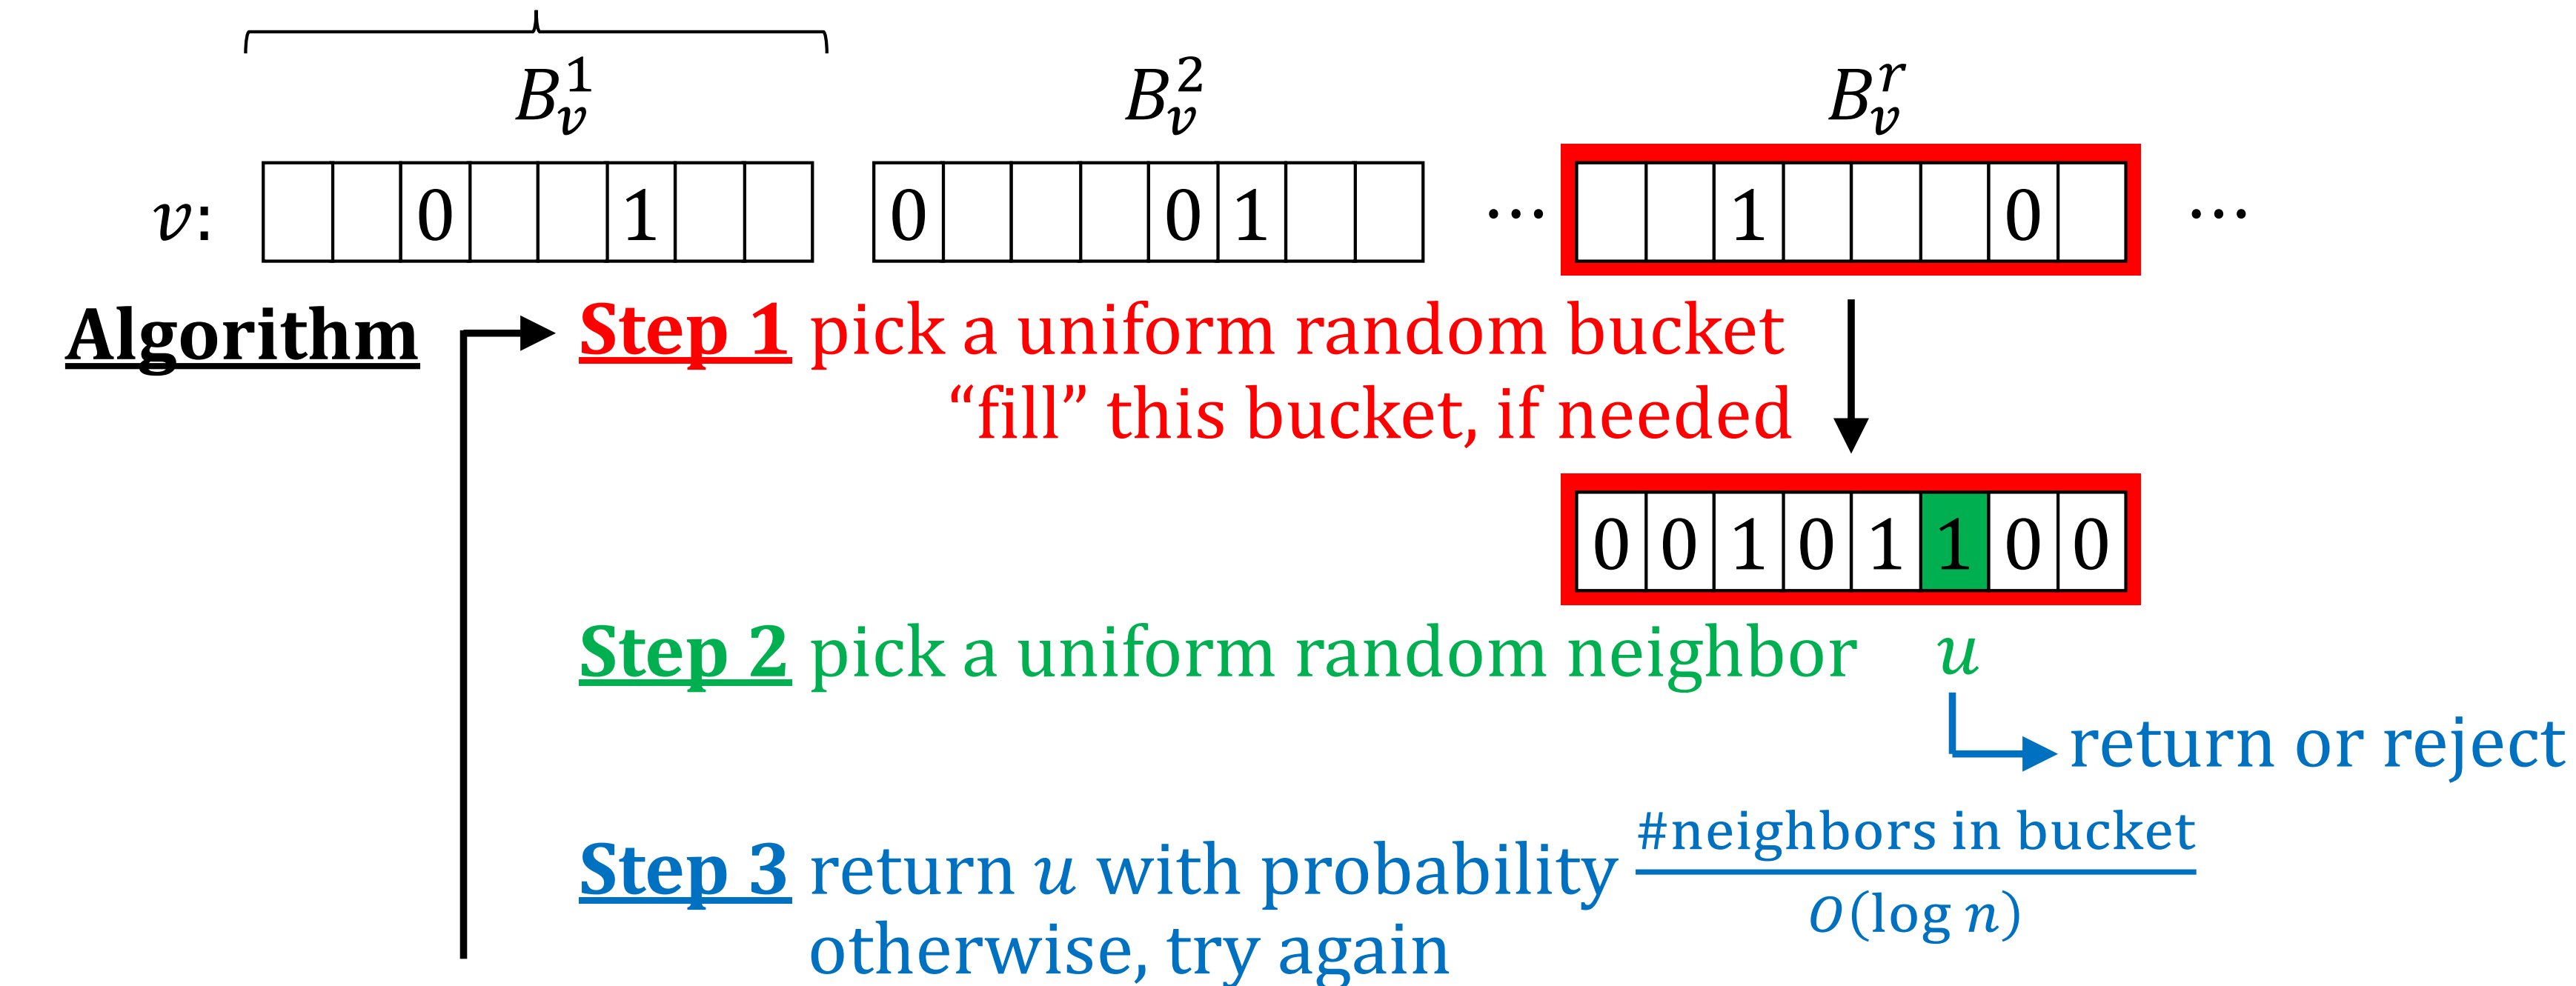 B_v^1 B_v^2 B_v^r
v: 0 1 0 0 1 ⋯ 1 0 ⋯
Algorithm
Step 1 pick a uniform random bucket
“fill” this bucket, if needed
0 0 1 0 1 1 0 0
Step 2 pick a uniform random neighbor u
return or reject
Step 3 return u with probability #neighbors in bucket / O(log n)
otherwise, try again